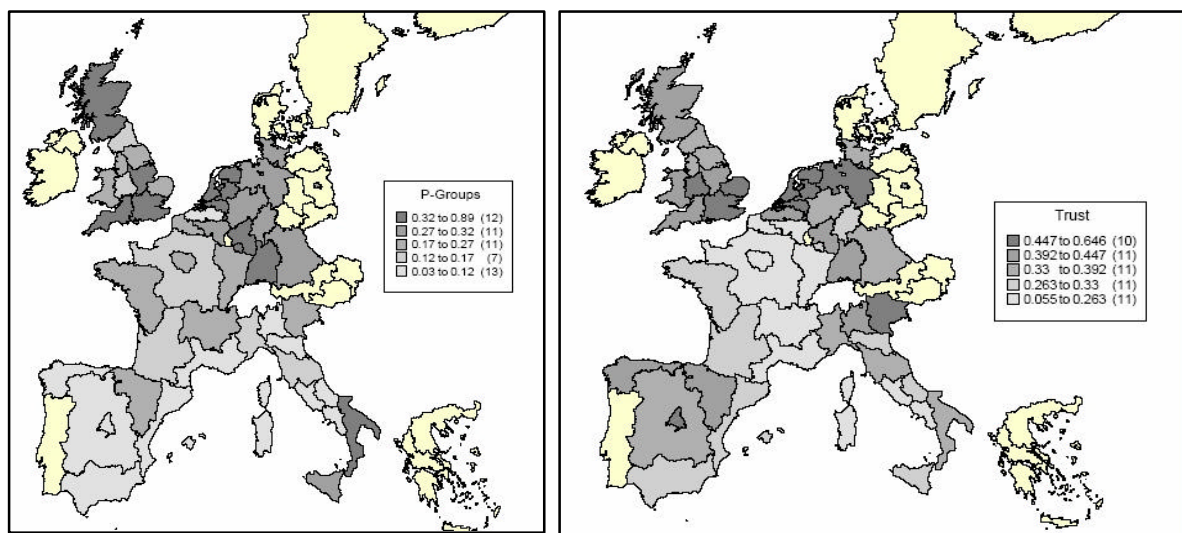 P-Groups
0.32 to 0.89 (12)
0.27 to 0.32 (11)
0.17 to 0.27 (11)
0.12 to 0.17 (7)
0.03 to 0.12 (13)
Trust
0.447 to 0.646 (10)
0.392 to 0.447 (11)
0.33 to 0.392 (11)
0.263 to 0.33 (11)
0.055 to 0.263 (11)